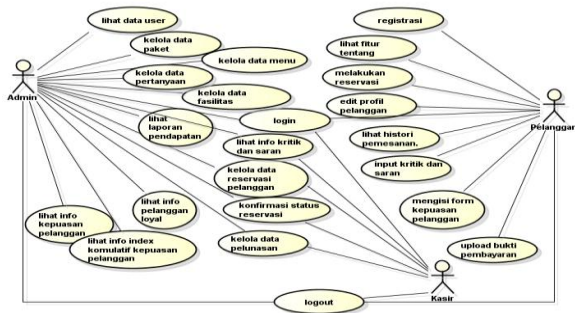 lihat data user
kelola data
paket
kelola data menu
kelola data
pertanyaan
kelola data
fasilitas
lihat
laporan
pendapatan
login
lihat info kritik
dan saran
kelola data
reservasi
pelanggan
konfirmasi status
reservasi
kelola data
pelunasan
lihat info
pelanggan
loyal
lihat info
kepuasan
pelanggan
lihat info index
komulatif kepuasan
pelanggan
logout
Admin
registrasi
lihat fitur
tentang
melakukan
reservasi
edit profil
pelanggan
lihat histori
pemesanan.
input kritik dan
saran
mengisi form
kepuasan
pelanggan
upload bukti
pembayaran
Pelanggan
Kasir